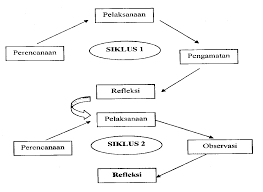 Pelaksanaan
Perencanaan
SIKLUS 1
Pengamatan
Refleksi
Pelaksanaan
Perencanaan
SIKLUS 2
Observasi
Refleksi